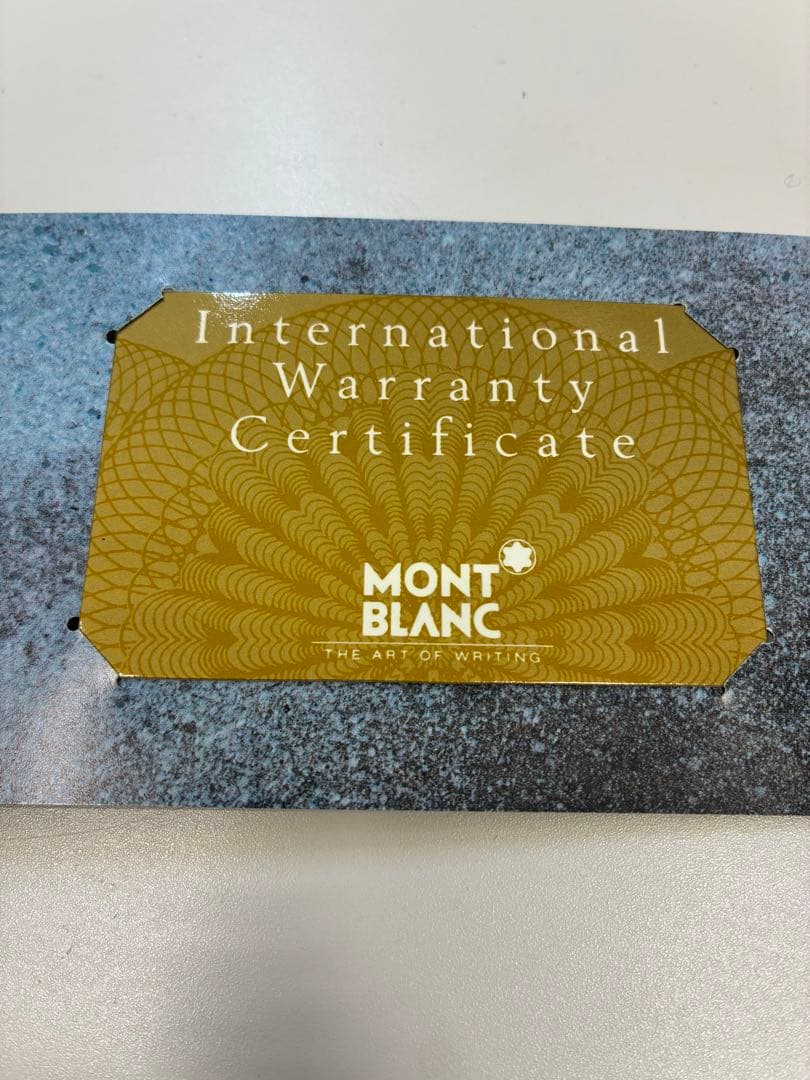 International
Warranty
Certificate
MONT
BLANC
THE ART OF WRITING